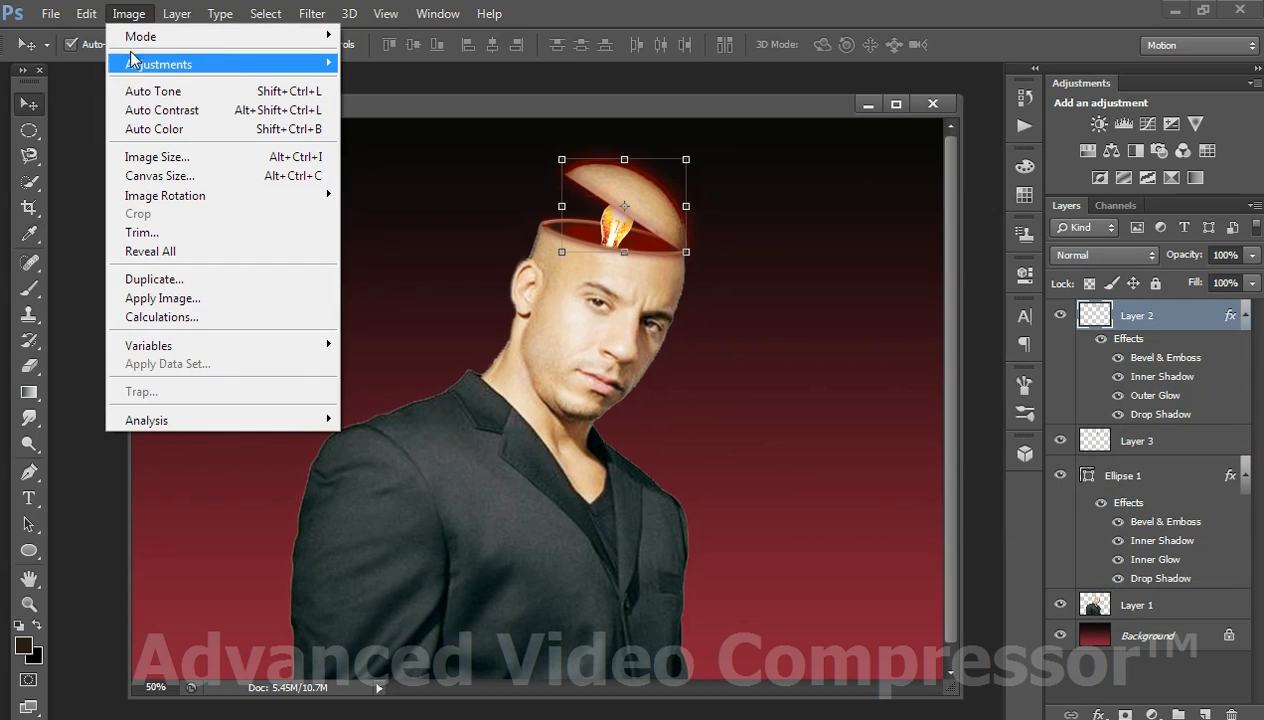 Ps File Edit Image Layer Type Select Filter 3D View Window Help
Auto- 3D Mode: Motion
Mode
Adjustments
Auto Tone Shift+Ctrl+L
Auto Contrast Alt+Shift+Ctrl+L
Auto Color Shift+Ctrl+B
Image Size... Alt+Ctrl+I
Canvas Size... Alt+Ctrl+C
Image Rotation
Crop
Trim...
Reveal All
Duplicate...
Apply Image...
Calculations...
Variables
Apply Data Set...
Trap...
Analysis
Adjustments
Add an adjustment
Layers Channels
Kind
Normal Opacity: 100%
Lock: Fill: 100%
Layer 2 fx
Effects
Bevel & Emboss
Inner Shadow
Outer Glow
Drop Shadow
Layer 3
Ellipse 1 fx
Effects
Bevel & Emboss
Inner Shadow
Inner Glow
Drop Shadow
Layer 1
Background
Advanced Video Compressor™
50% Doc: 5.45M/10.7M